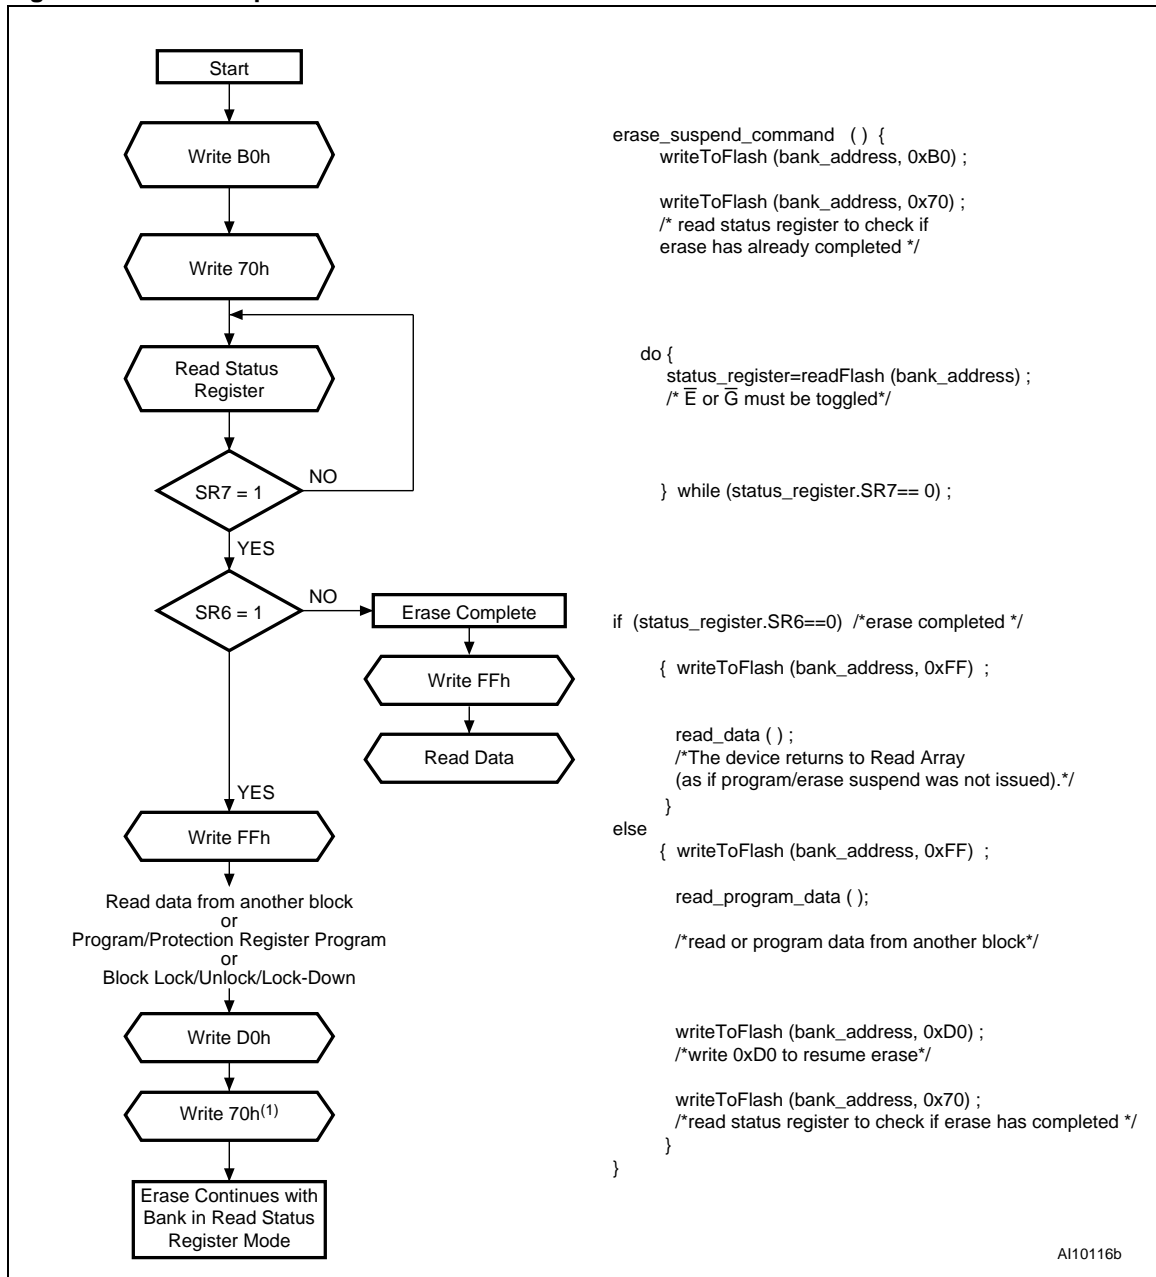 Start
Write B0h
Write 70h
Read Status
Register
NO
SR7 = 1
YES
NO
SR6 = 1
Erase Complete
Write FFh
Read Data
YES
Write FFh
Read data from another block
or
Program/Protection Register Program
or
Block Lock/Unlock/Lock-Down
Write D0h
Write 70h(1)
Erase Continues with
Bank in Read Status
Register Mode
erase_suspend_command ( ) {
writeToFlash (bank_address, 0xB0) ;
writeToFlash (bank_address, 0x70) ;
/* read status register to check if
erase has already completed */
do {
status_register=readFlash (bank_address) ;
/* E̅ or G̅ must be toggled*/
} while (status_register.SR7== 0) ;
if (status_register.SR6==0) /*erase completed */
{ writeToFlash (bank_address, 0xFF) ;
read_data ( ) ;
/*The device returns to Read Array
(as if program/erase suspend was not issued).*/
}
else
{ writeToFlash (bank_address, 0xFF) ;
read_program_data ( );
/*read or program data from another block*/
writeToFlash (bank_address, 0xD0) ;
/*write 0xD0 to resume erase*/
writeToFlash (bank_address, 0x70) ;
/*read status register to check if erase has completed */
}
}
AI10116b